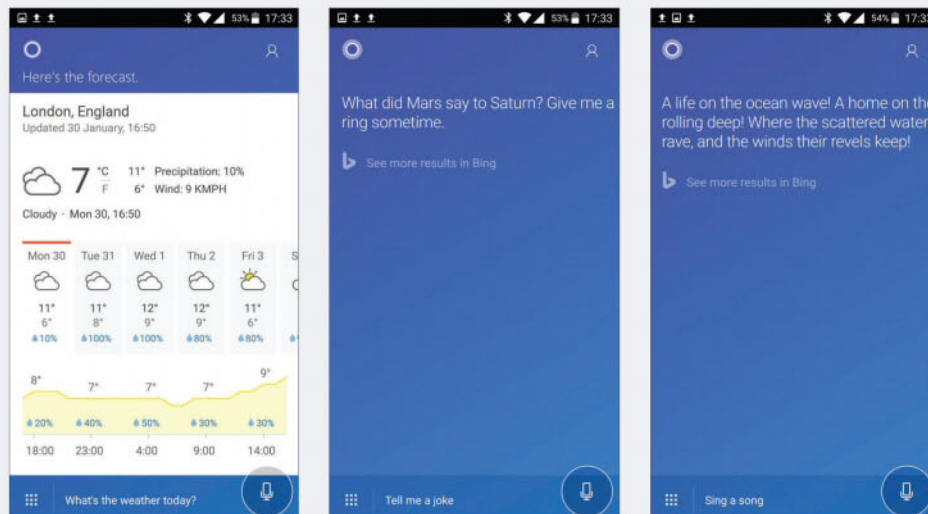 53% 17:33
Here's the forecast.
London, England
Updated 30 January, 16:50
7 °C F 11° Precipitation: 10%
6° Wind: 9 KMPH
Cloudy · Mon 30, 16:50
Mon 30 Tue 31 Wed 1 Thu 2 Fri 3 S
11° 11° 12° 12° 11°
6° 8° 9° 9° 6°
10% 100% 100% 80% 80%
8° 7° 7° 7° 9°
20% 40% 50% 30% 30%
18:00 23:00 4:00 9:00 14:00
What's the weather today?
53% 17:33
What did Mars say to Saturn? Give me a
ring sometime.
See more results in Bing
Tell me a joke
54% 17:33
A life on the ocean wave! A home on the
rolling deep! Where the scattered water
rave, and the winds their revels keep!
See more results in Bing
Sing a song